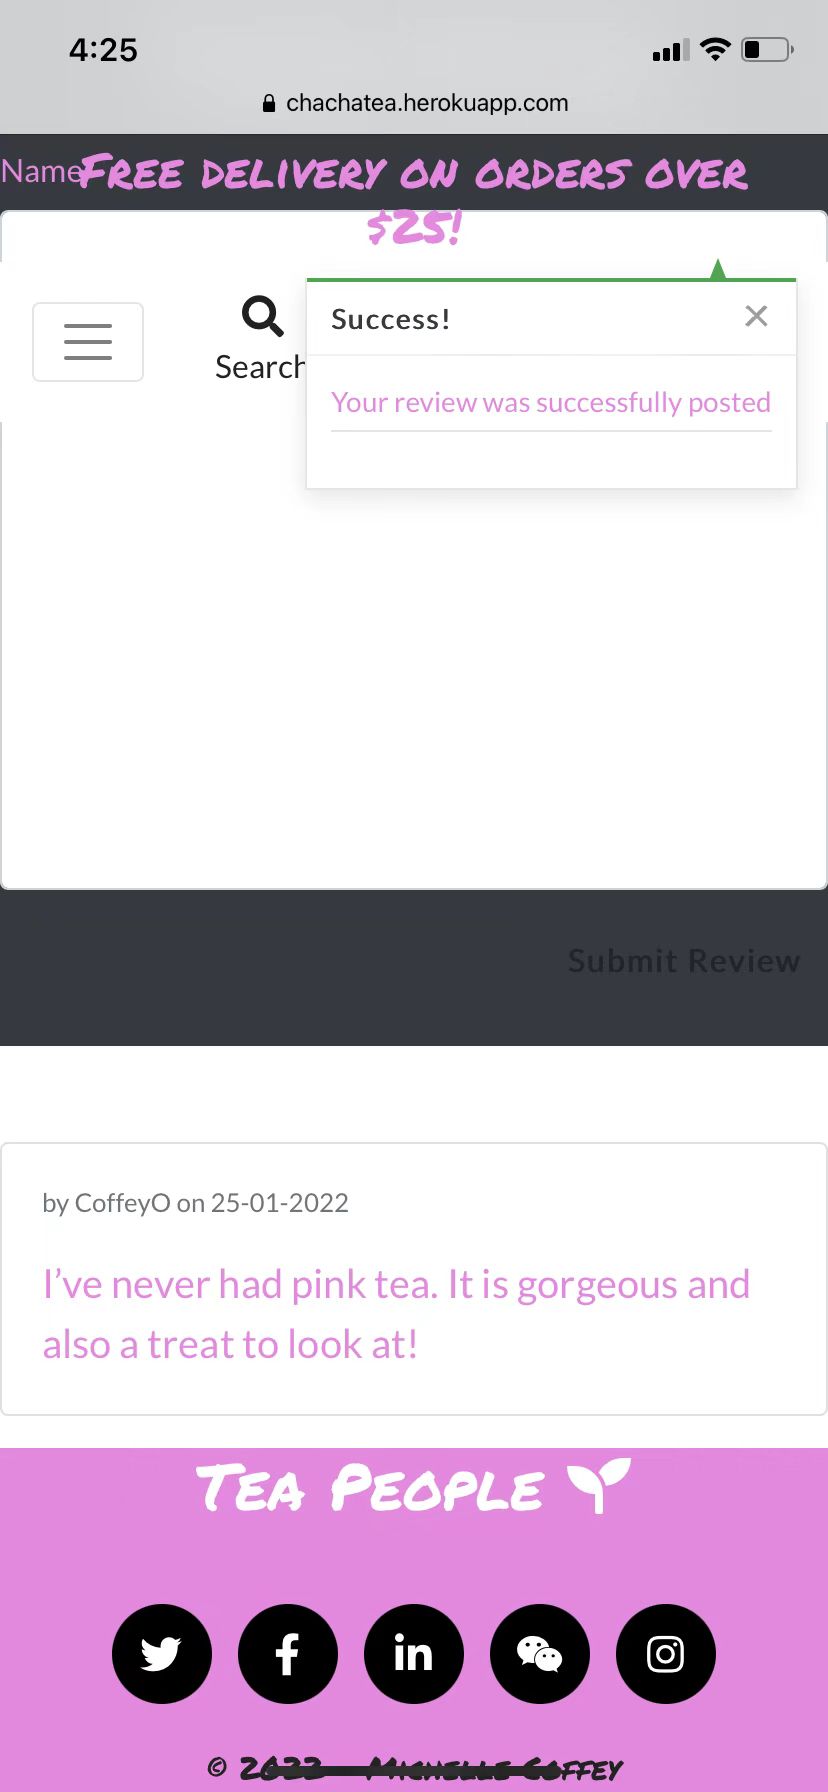 4:25
chachatea.herokuapp.com
Name
Free delivery on orders over
$25!
Search
Success!
Your review was successfully posted
Submit Review
by CoffeyO on 25-01-2022
I’ve never had pink tea. It is gorgeous and
also a treat to look at!
Tea People
© 2022 Michelle Coffey